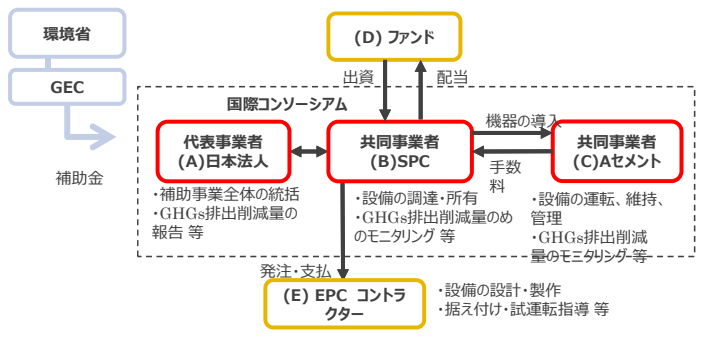 環境省
GEC
補助金
(D) ファンド
出資
配当
国際コンソーシアム
代表事業者
(A)日本法人
・補助事業全体の統括
・GHGs排出削減量の
報告 等
共同事業者
(B)SPC
・設備の調達・所有
・GHGs排出削減量のめ
のモニタリング 等
機器の導入
手数
料
共同事業者
(C)Aセメント
・設備の運転、維持、
管理
・GHGs排出削減
量のモニタリング 等
発注・支払
(E) EPC コントラ
クター
・設備の設計・製作
・据え付け・試運転指導 等